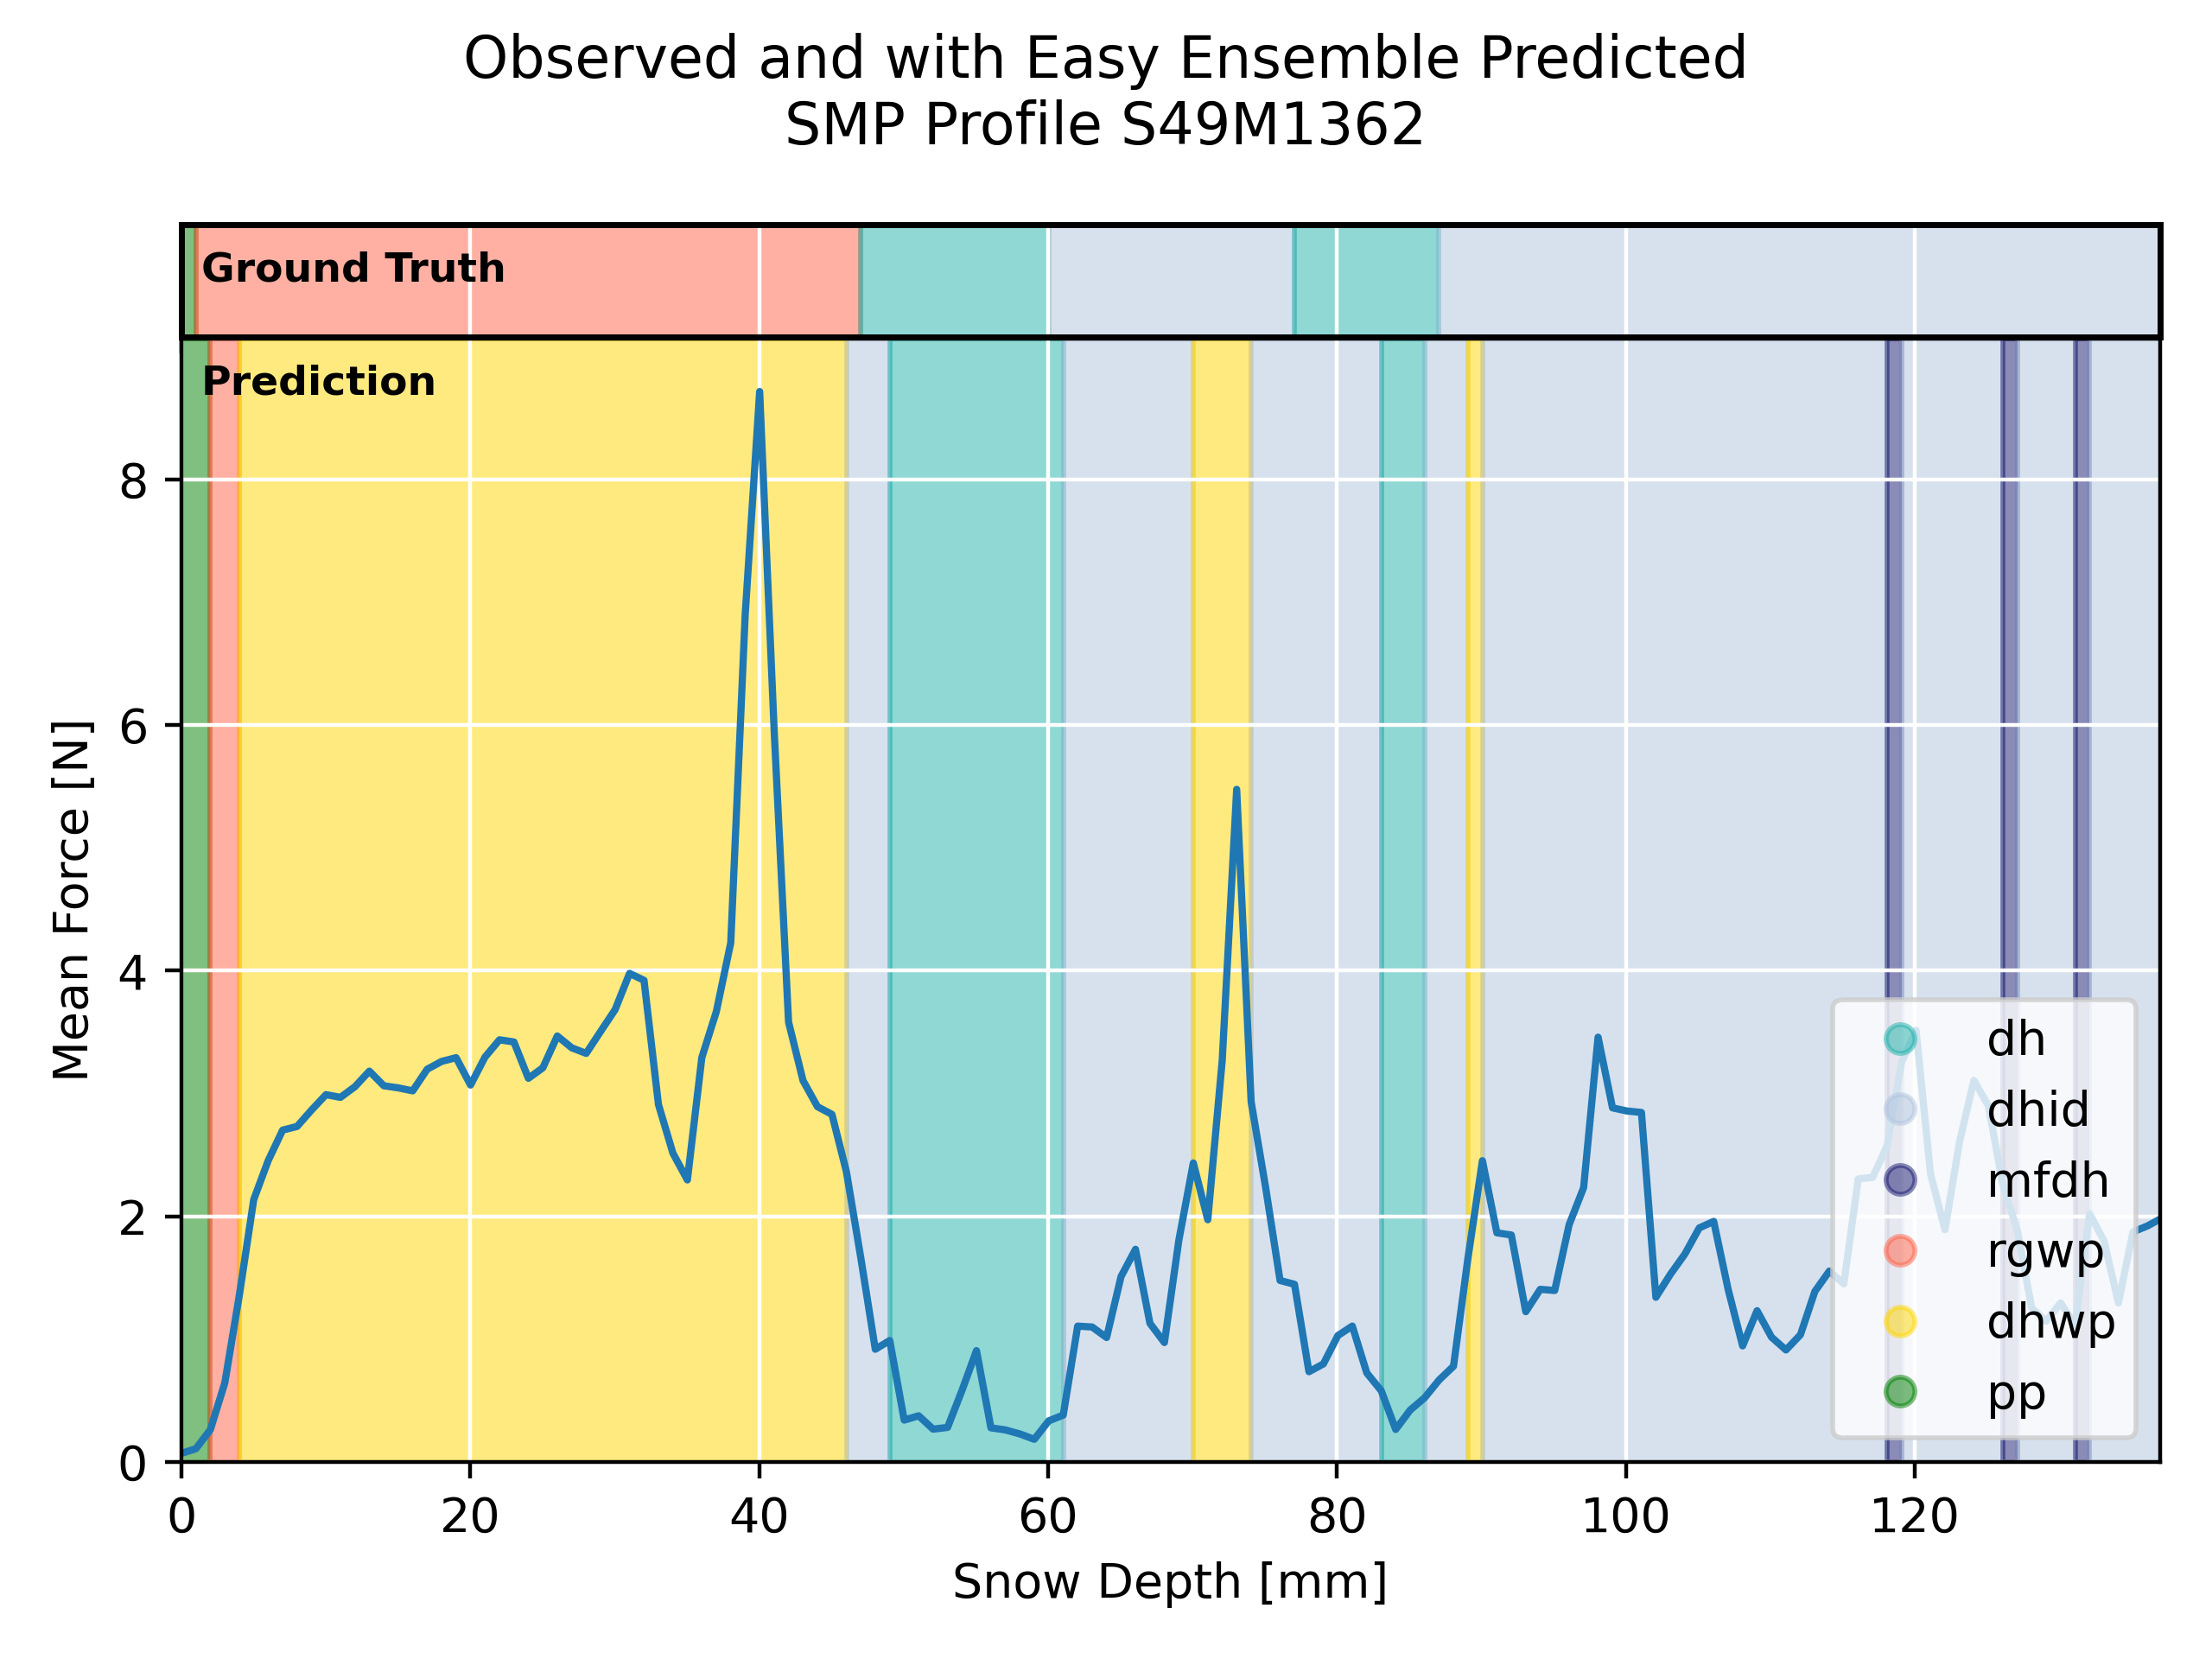 Observed and with Easy Ensemble Predicted
SMP Profile S49M1362
Ground Truth
Prediction
8
6
4
2
0
Mean Force [N]
dh
dhid
mfdh
rgwp
dhwp
pp
0 20 40 60 80 100 120
Snow Depth [mm]